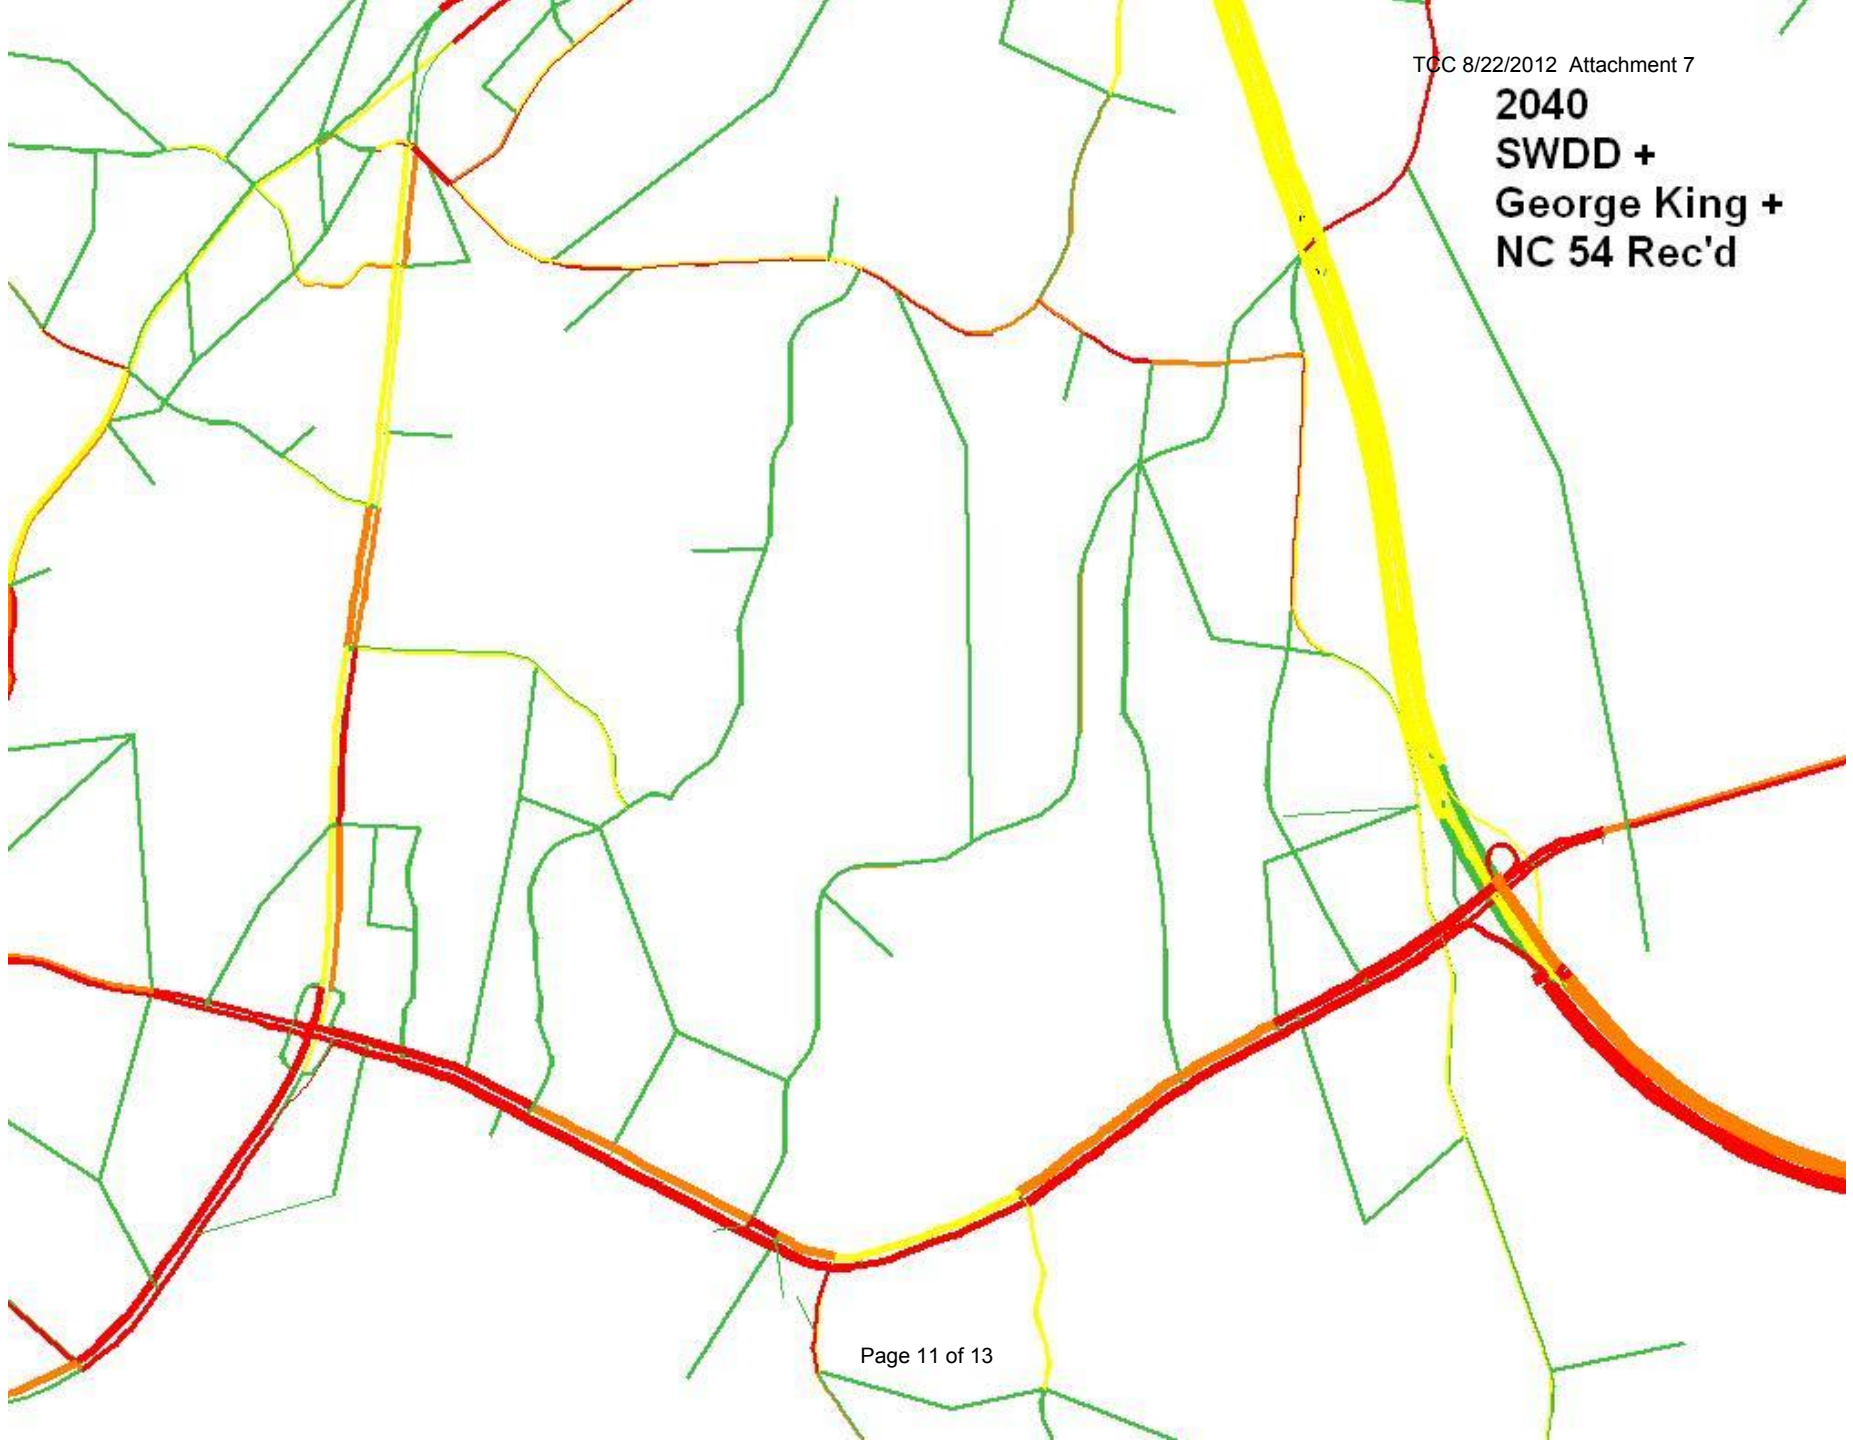 TCC 8/22/2012 Attachment 7
2040
SWDD +
George King +
NC 54 Rec'd
Page 11 of 13